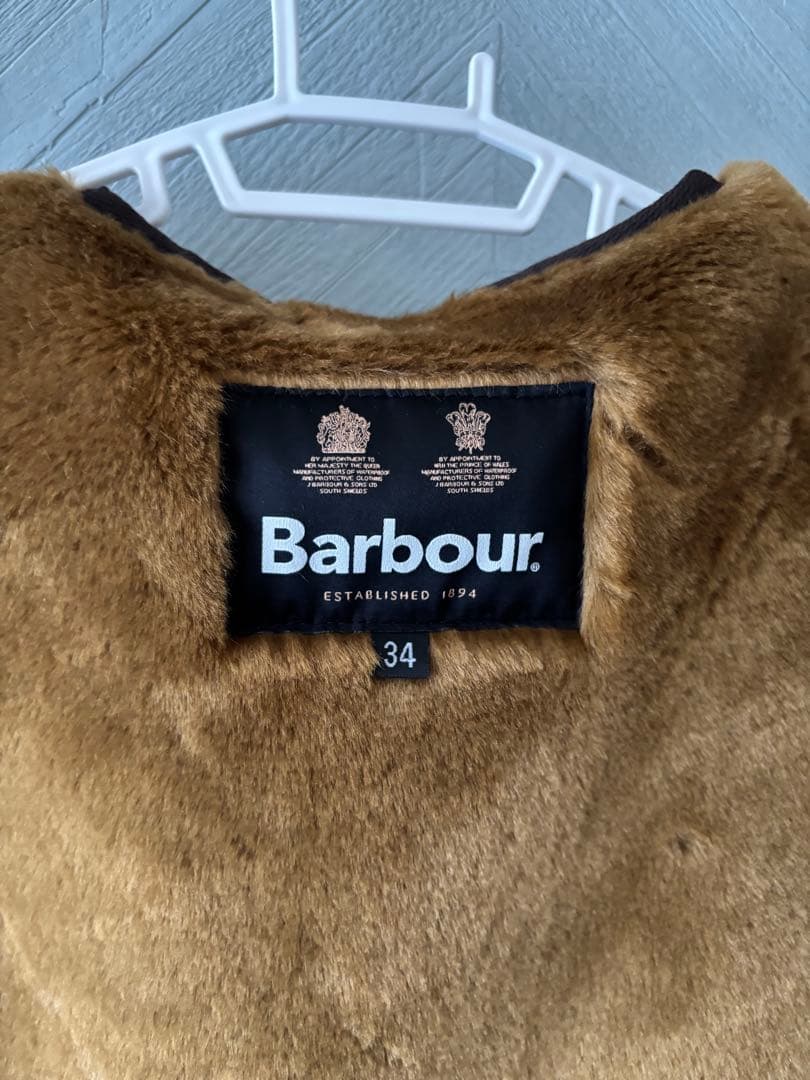 BY APPOINTMENT TO
HER MAJESTY THE QUEEN
MANUFACTURERS OF WATERPROOF
AND PROTECTIVE CLOTHING
J BARBOUR & SONS LTD
SOUTH SHIELDS
BY APPOINTMENT TO
HRH THE PRINCE OF WALES
MANUFACTURERS OF WATERPROOF
AND PROTECTIVE CLOTHING
J BARBOUR & SONS LTD
SOUTH SHIELDS
Barbour®
ESTABLISHED 1894
34